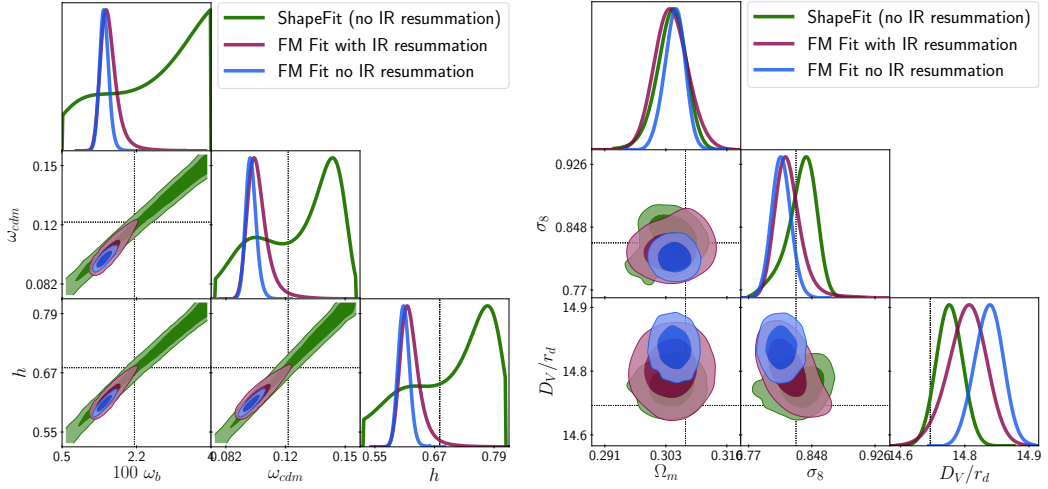 ShapeFit (no IR resummation)
FM Fit with IR resummation
FM Fit no IR resummation
0.15
0.12
0.082
ω_cdm
0.79
0.67
0.55
h
0.5
2.2
4
100 ω_b
0.082
0.12
0.15
ω_cdm
0.55
0.67
0.79
h
ShapeFit (no IR resummation)
FM Fit with IR resummation
FM Fit no IR resummation
0.926
0.848
0.77
σ_8
14.9
14.8
14.6
D_V/r_d
0.291
0.303
0.316
Ω_m
0.77
0.848
0.926
σ_8
14.6
14.8
14.9
D_V/r_d